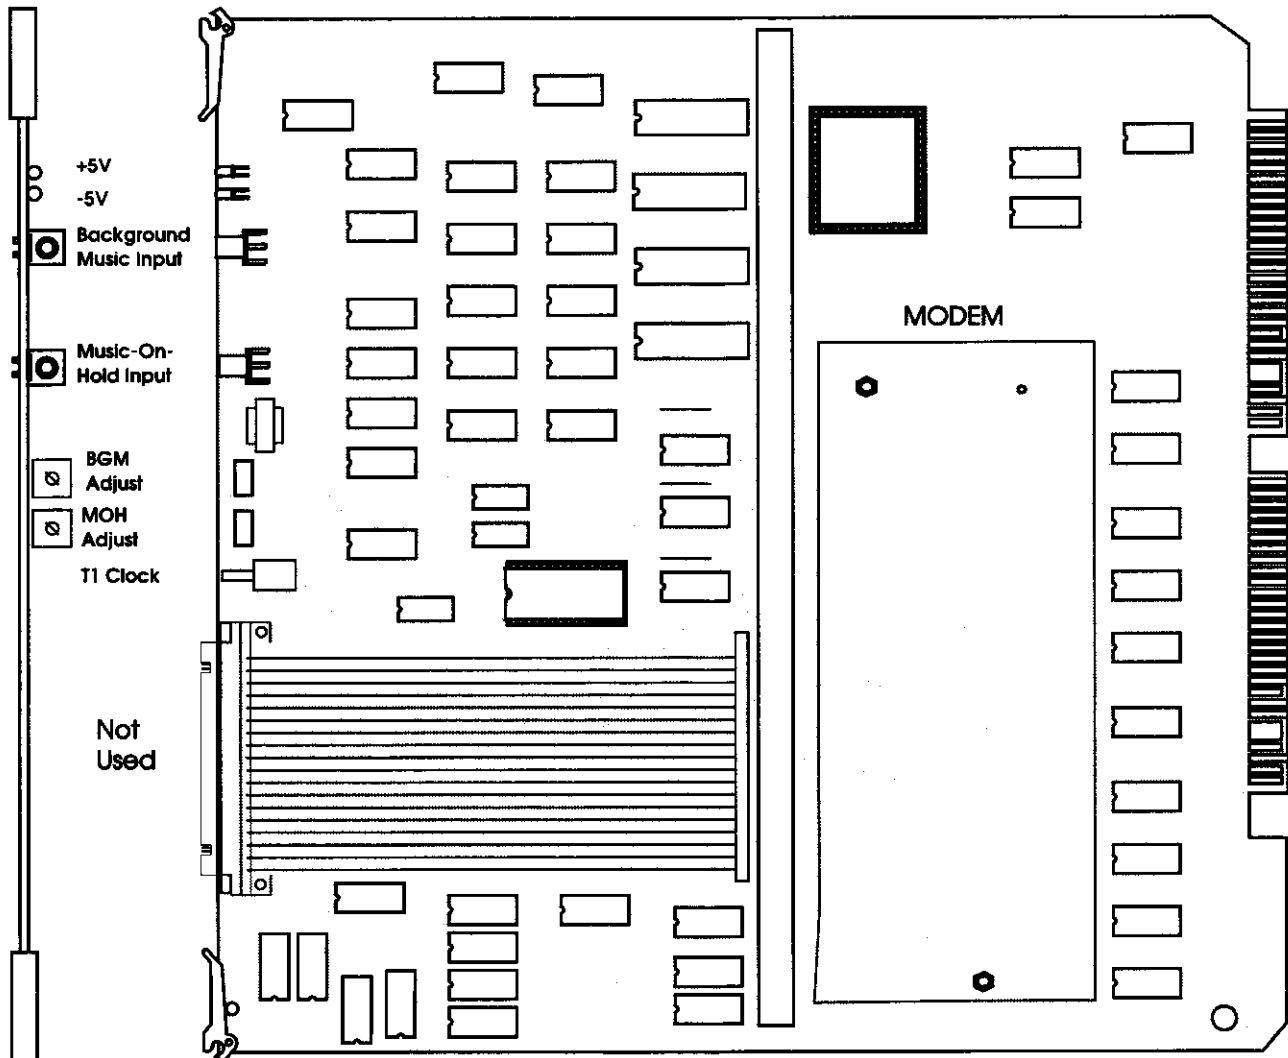 +5V
-5V
Background
Music Input
MODEM
Music-On-
Hold Input
BGM
Adjust
MOH
Adjust
T1 Clock
Not
Used